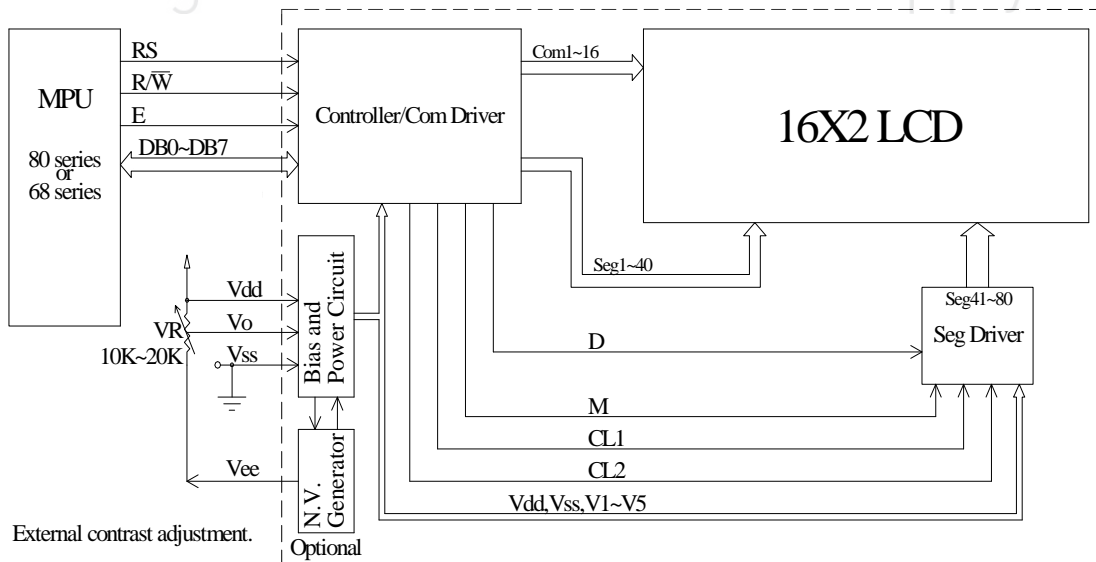 MPU
80 series
or
68 series
RS
R/W̅
E
DB0~DB7
Controller/Com Driver
Com1~16
16X2 LCD
Seg1~40
Seg41~80
Seg Driver
Vdd
Vo
VR
10K~20K
Vss
Bias and
Power Circuit
D
M
CL1
CL2
Vdd,Vss,V1~V5
Vee
N.V.
Generator
Optional
External contrast adjustment.